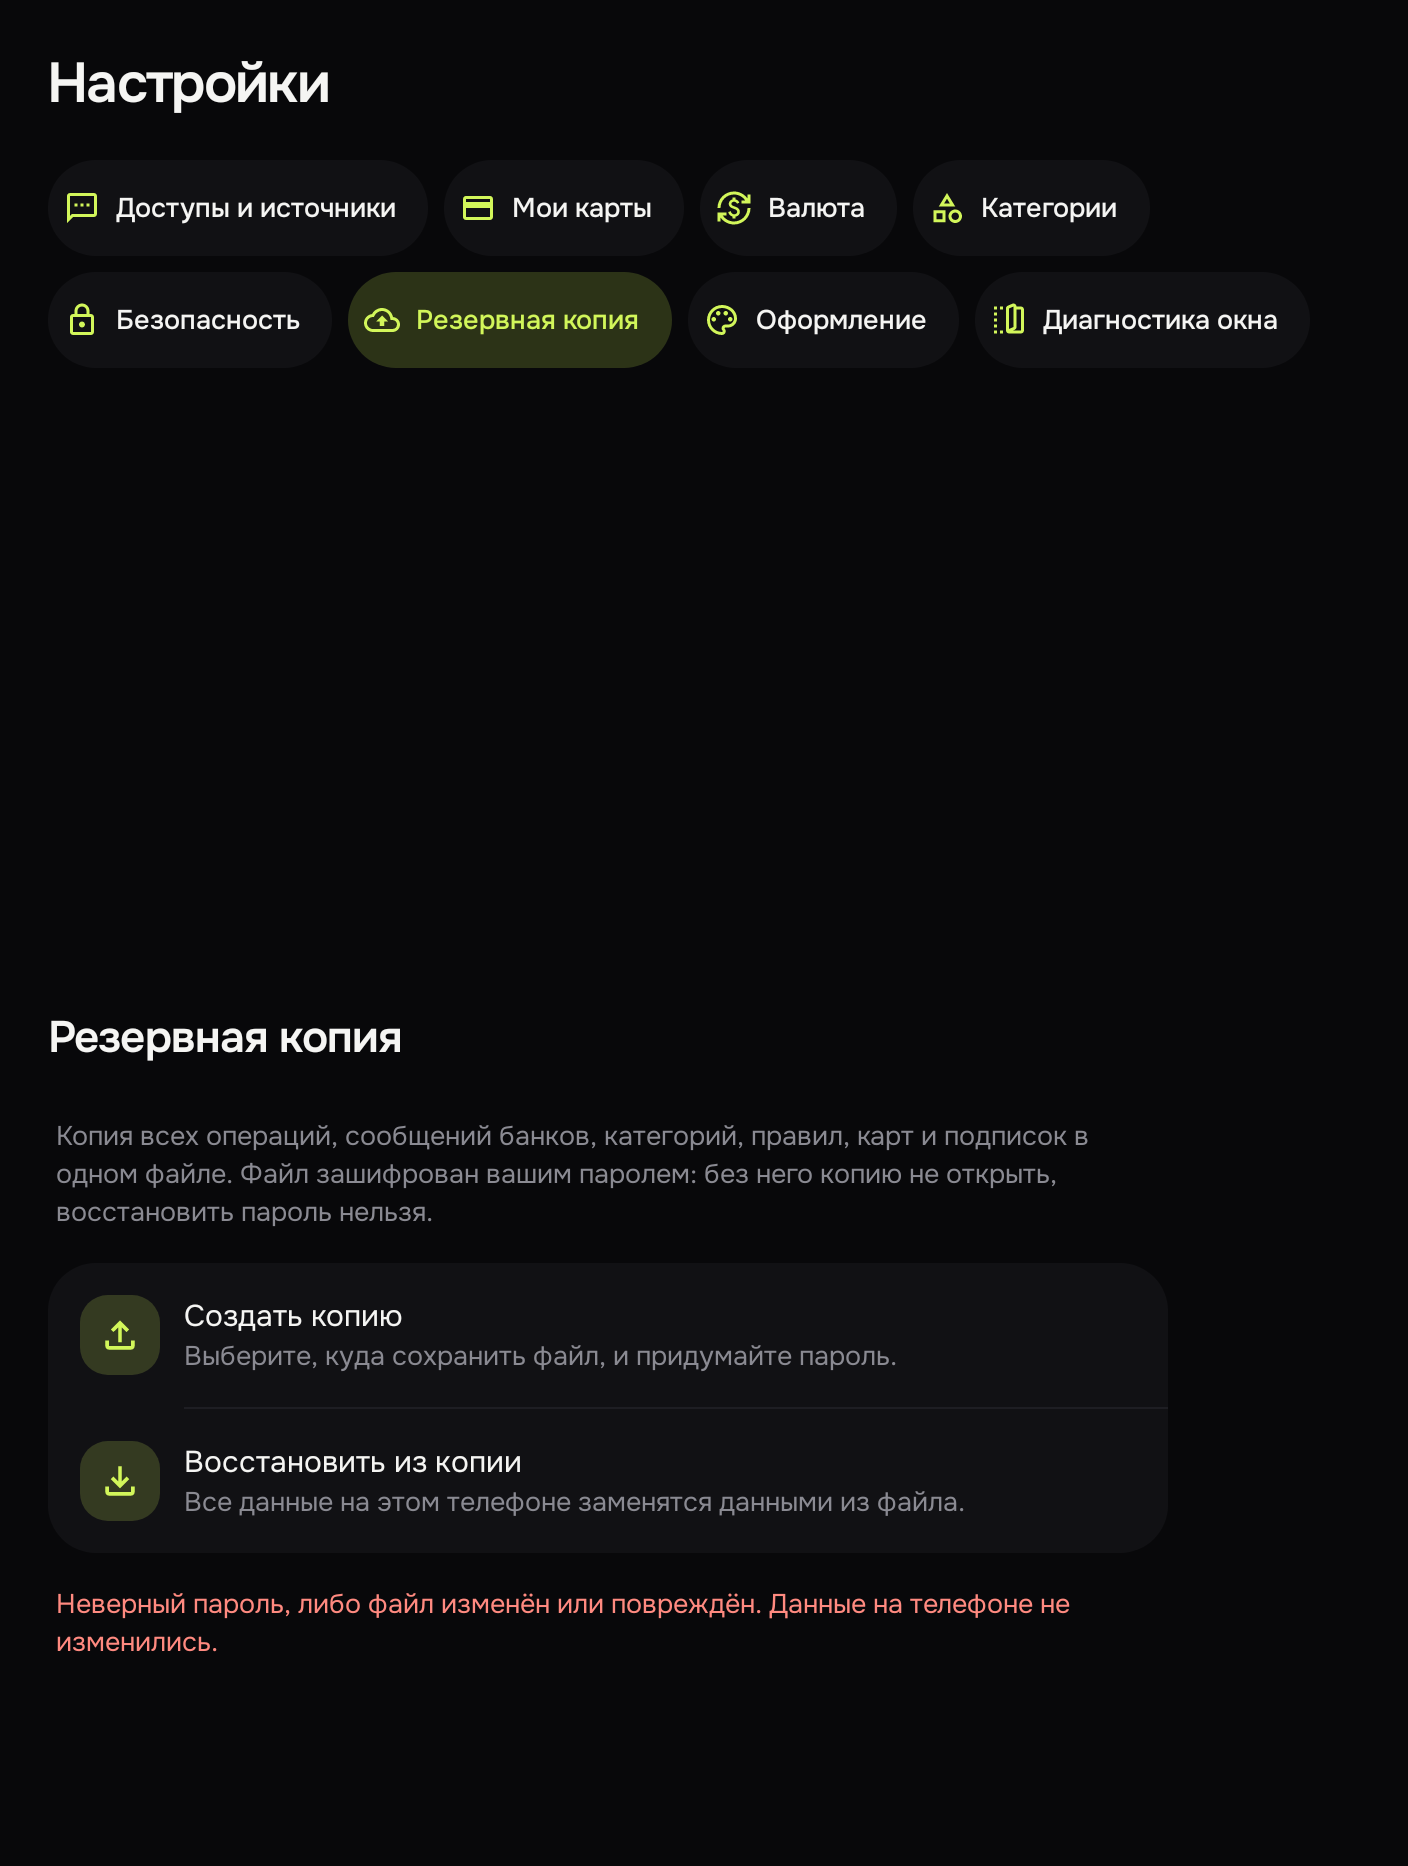 Настройки
Доступы и источники
Мои карты
Валюта
Категории
Безопасность
Резервная копия
Оформление
Диагностика окна
Резервная копия
Копия всех операций, сообщений банков, категорий, правил, карт и подписок в
одном файле. Файл зашифрован вашим паролем: без него копию не открыть,
восстановить пароль нельзя.
Создать копию
Выберите, куда сохранить файл, и придумайте пароль.
Восстановить из копии
Все данные на этом телефоне заменятся данными из файла.
Неверный пароль, либо файл изменён или повреждён. Данные на телефоне не
изменились.